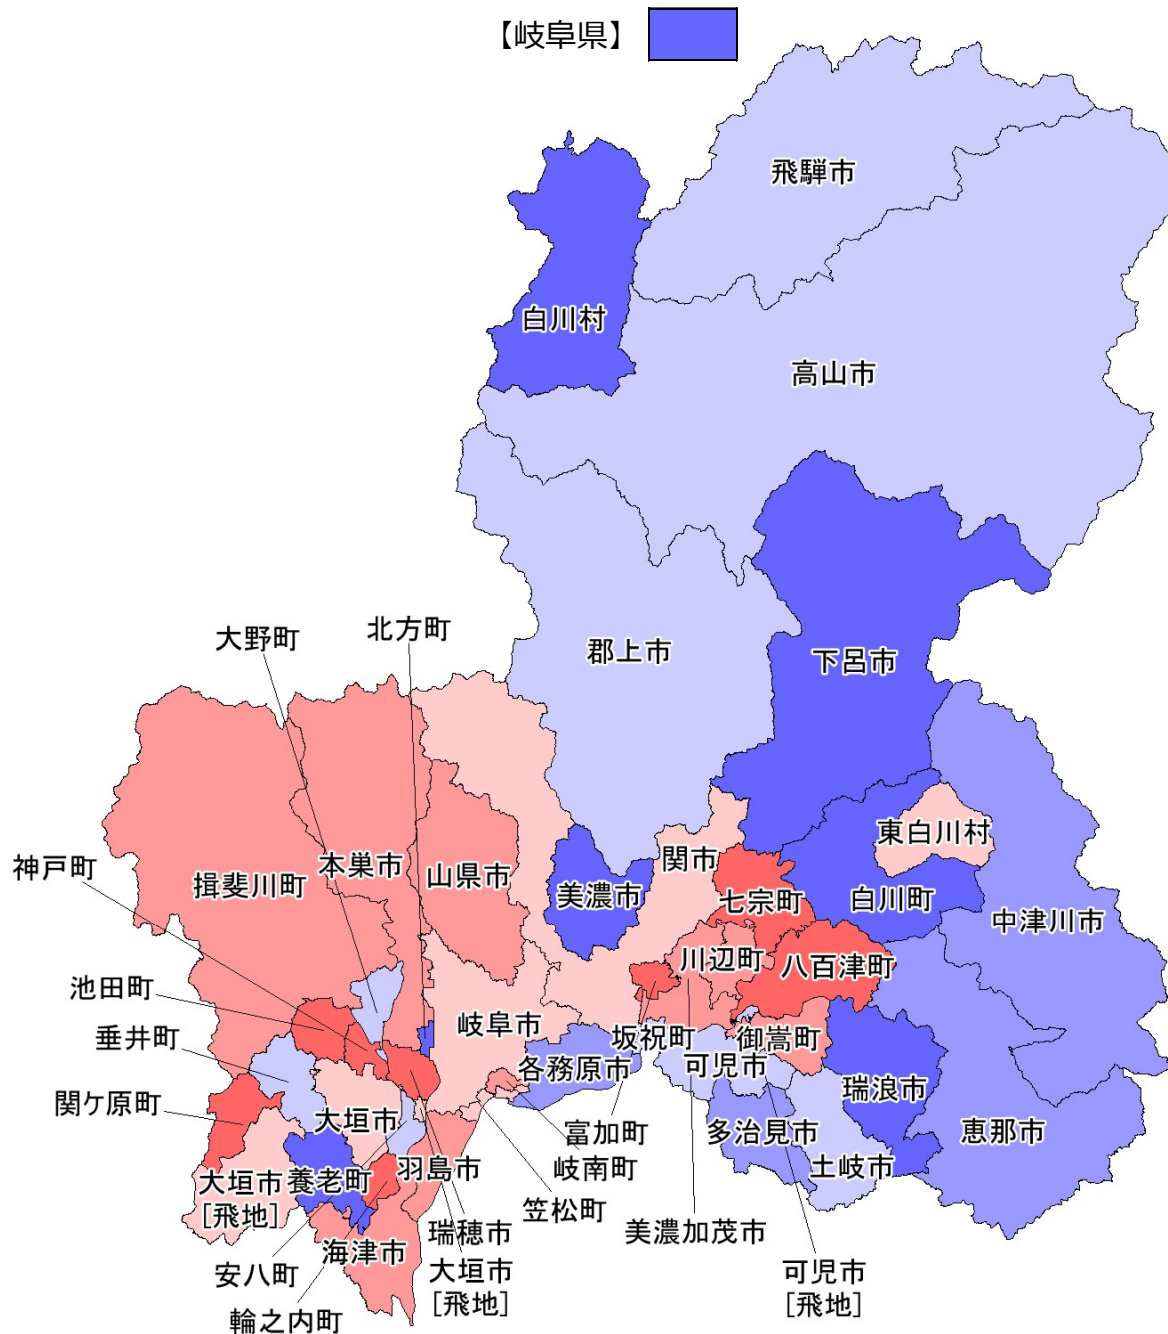 【岐阜県】
飛騨市
白川村
高山市
大野町
北方町
郡上市
下呂市
神戸町
揖斐川町
本巣市
山県市
美濃市
関市
七宗町
東白川村
白川町
中津川市
池田町
川辺町
八百津町
垂井町
岐阜市
坂祝町
御嵩町
関ケ原町
大垣市
各務原市
可児市
瑞浪市
富加町
多治見市
恵那市
大垣市
[飛地]
養老町
羽島市
岐南町
土岐市
笠松町
瑞穂市
美濃加茂市
海津市
安八町
大垣市
[飛地]
可児市
[飛地]
輪之内町